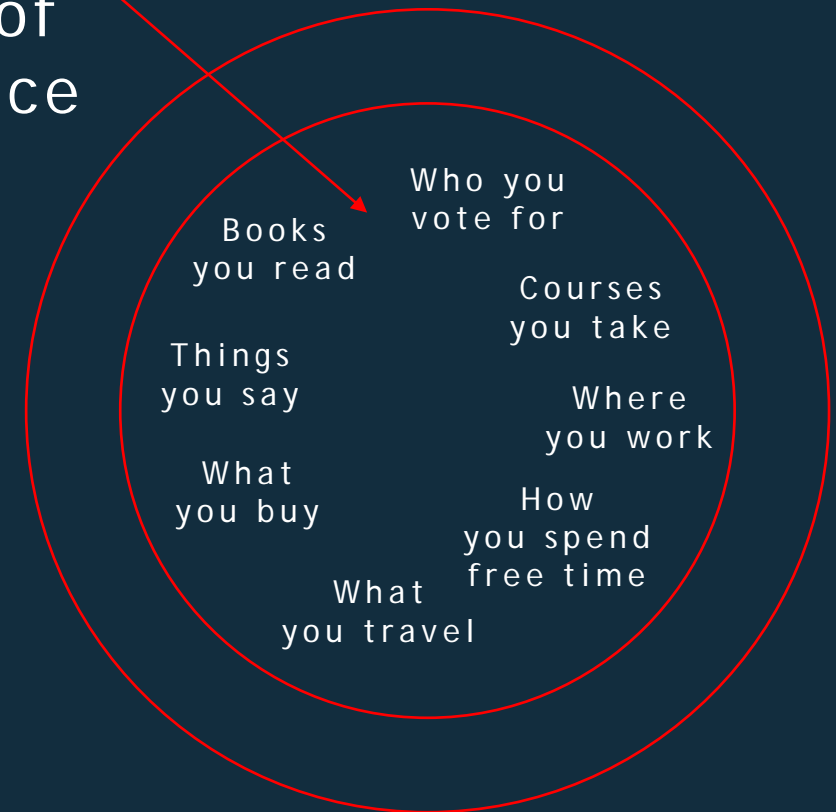 of
ce
Who you
vote for
Books
you read
Courses
you take
Things
you say
Where
you work
What
you buy
How
you spend
free time
What
you travel